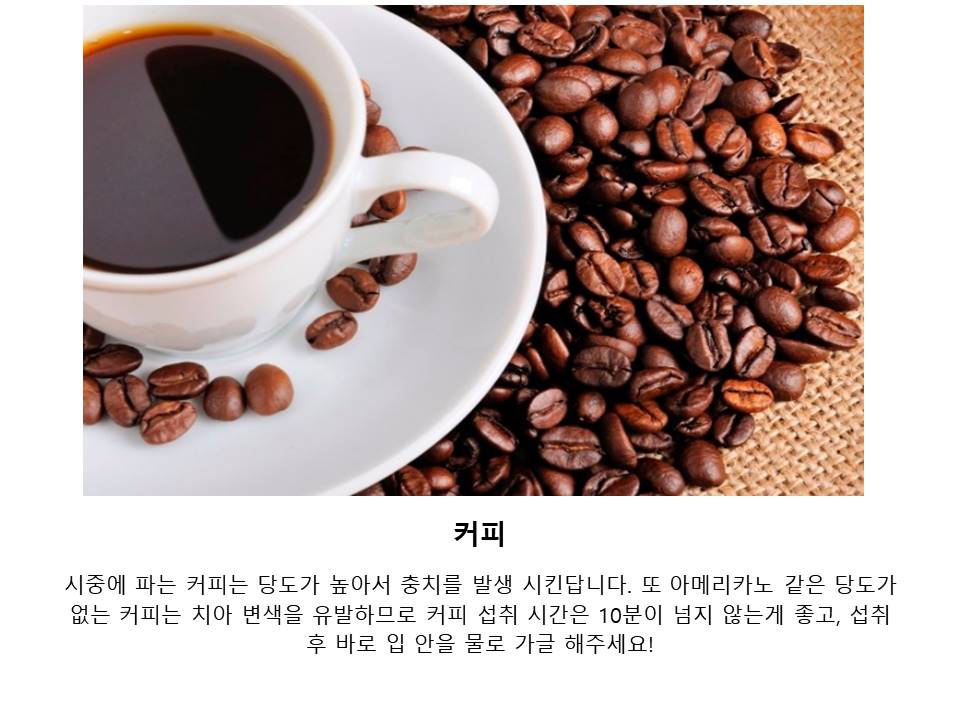 커피
시중에 파는 커피는 당도가 높아서 충치를 발생 시킨답니다. 또 아메리카노 같은 당도가
없는 커피는 치아 변색을 유발하므로 커피 섭취 시간은 10분이 넘지 않는게 좋고, 섭취
후 바로 입 안을 물로 가글 해주세요!